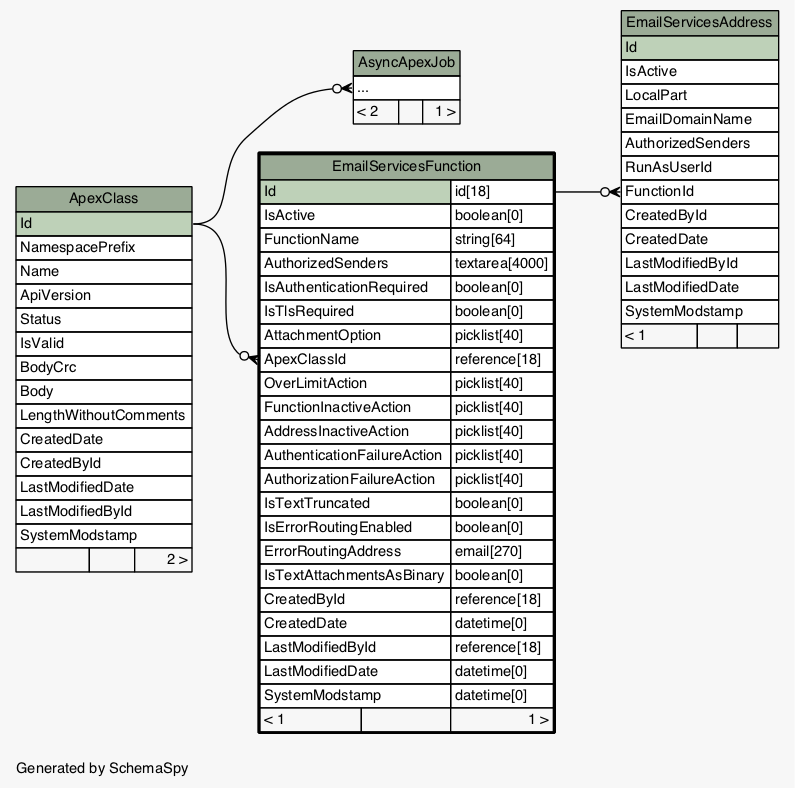 EmailServicesAddress
Id
IsActive
LocalPart
EmailDomainName
AuthorizedSenders
RunAsUserId
FunctionId
CreatedById
CreatedDate
LastModifiedById
LastModifiedDate
SystemModstamp
< 1
AsyncApexJob
...
< 2 1 >
EmailServicesFunction
Id id[18]
IsActive boolean[0]
FunctionName string[64]
AuthorizedSenders textarea[4000]
IsAuthenticationRequired boolean[0]
IsTlsRequired boolean[0]
AttachmentOption picklist[40]
ApexClassId reference[18]
OverLimitAction picklist[40]
FunctionInactiveAction picklist[40]
AddressInactiveAction picklist[40]
AuthenticationFailureAction picklist[40]
AuthorizationFailureAction picklist[40]
IsTextTruncated boolean[0]
IsErrorRoutingEnabled boolean[0]
ErrorRoutingAddress email[270]
IsTextAttachmentsAsBinary boolean[0]
CreatedById reference[18]
CreatedDate datetime[0]
LastModifiedById reference[18]
LastModifiedDate datetime[0]
SystemModstamp datetime[0]
< 1 1 >
ApexClass
Id
NamespacePrefix
Name
ApiVersion
Status
IsValid
BodyCrc
Body
LengthWithoutComments
CreatedDate
CreatedById
LastModifiedDate
LastModifiedById
SystemModstamp
2 >
Generated by SchemaSpy